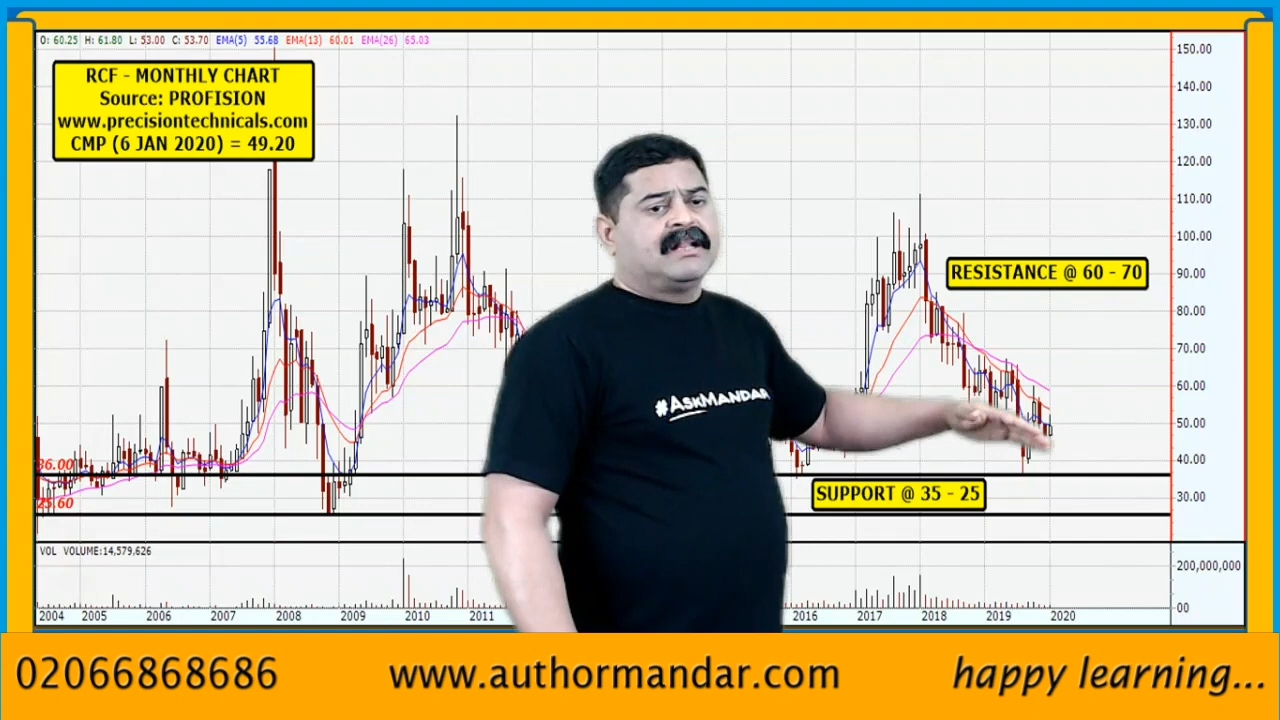 O: 60.25 H: 61.80 L: 53.00 C: 53.70 EMA(5) 55.68 EMA(13) 60.01 EMA(26) 65.03
RCF - MONTHLY CHART
Source: PROFISION
www.precisiontechnicals.com
CMP (6 JAN 2020) = 49.20
150.00
140.00
130.00
120.00
110.00
100.00
90.00
80.00
70.00
60.00
50.00
40.00
30.00
RESISTANCE @ 60 - 70
#ASKMANDAR
36.00
SUPPORT @ 35 - 25
25.60
VOL VOLUME:14,579,626
200,000,000
00
2004 2005 2006 2007 2008 2009 2010 2011 2016 2017 2018 2019 2020
02066868686 www.authormandar.com happy learning...